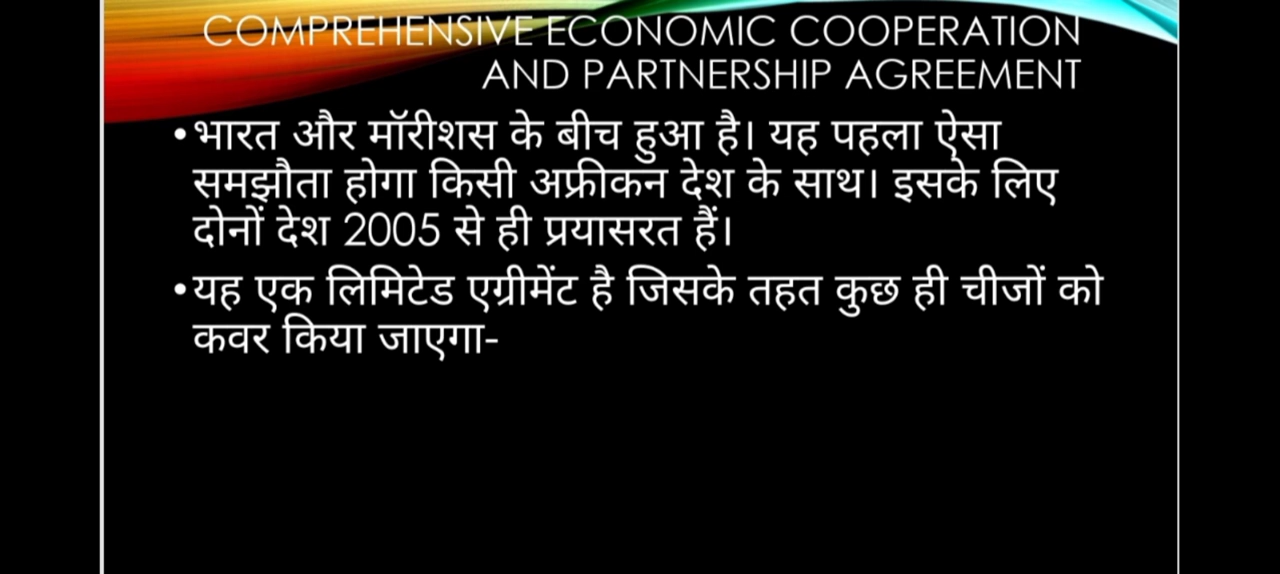 COMPREHENSIVE ECONOMIC COOPERATION
AND PARTNERSHIP AGREEMENT
•भारत और मॉरीशस के बीच हुआ है। यह पहला ऐसा
समझौता होगा किसी अफ्रीकन देश के साथ। इसके लिए
दोनों देश 2005 से ही प्रयासरत हैं।
•यह एक लिमिटेड एग्रीमेंट है जिसके तहत कुछ ही चीजों को
कवर किया जाएगा-